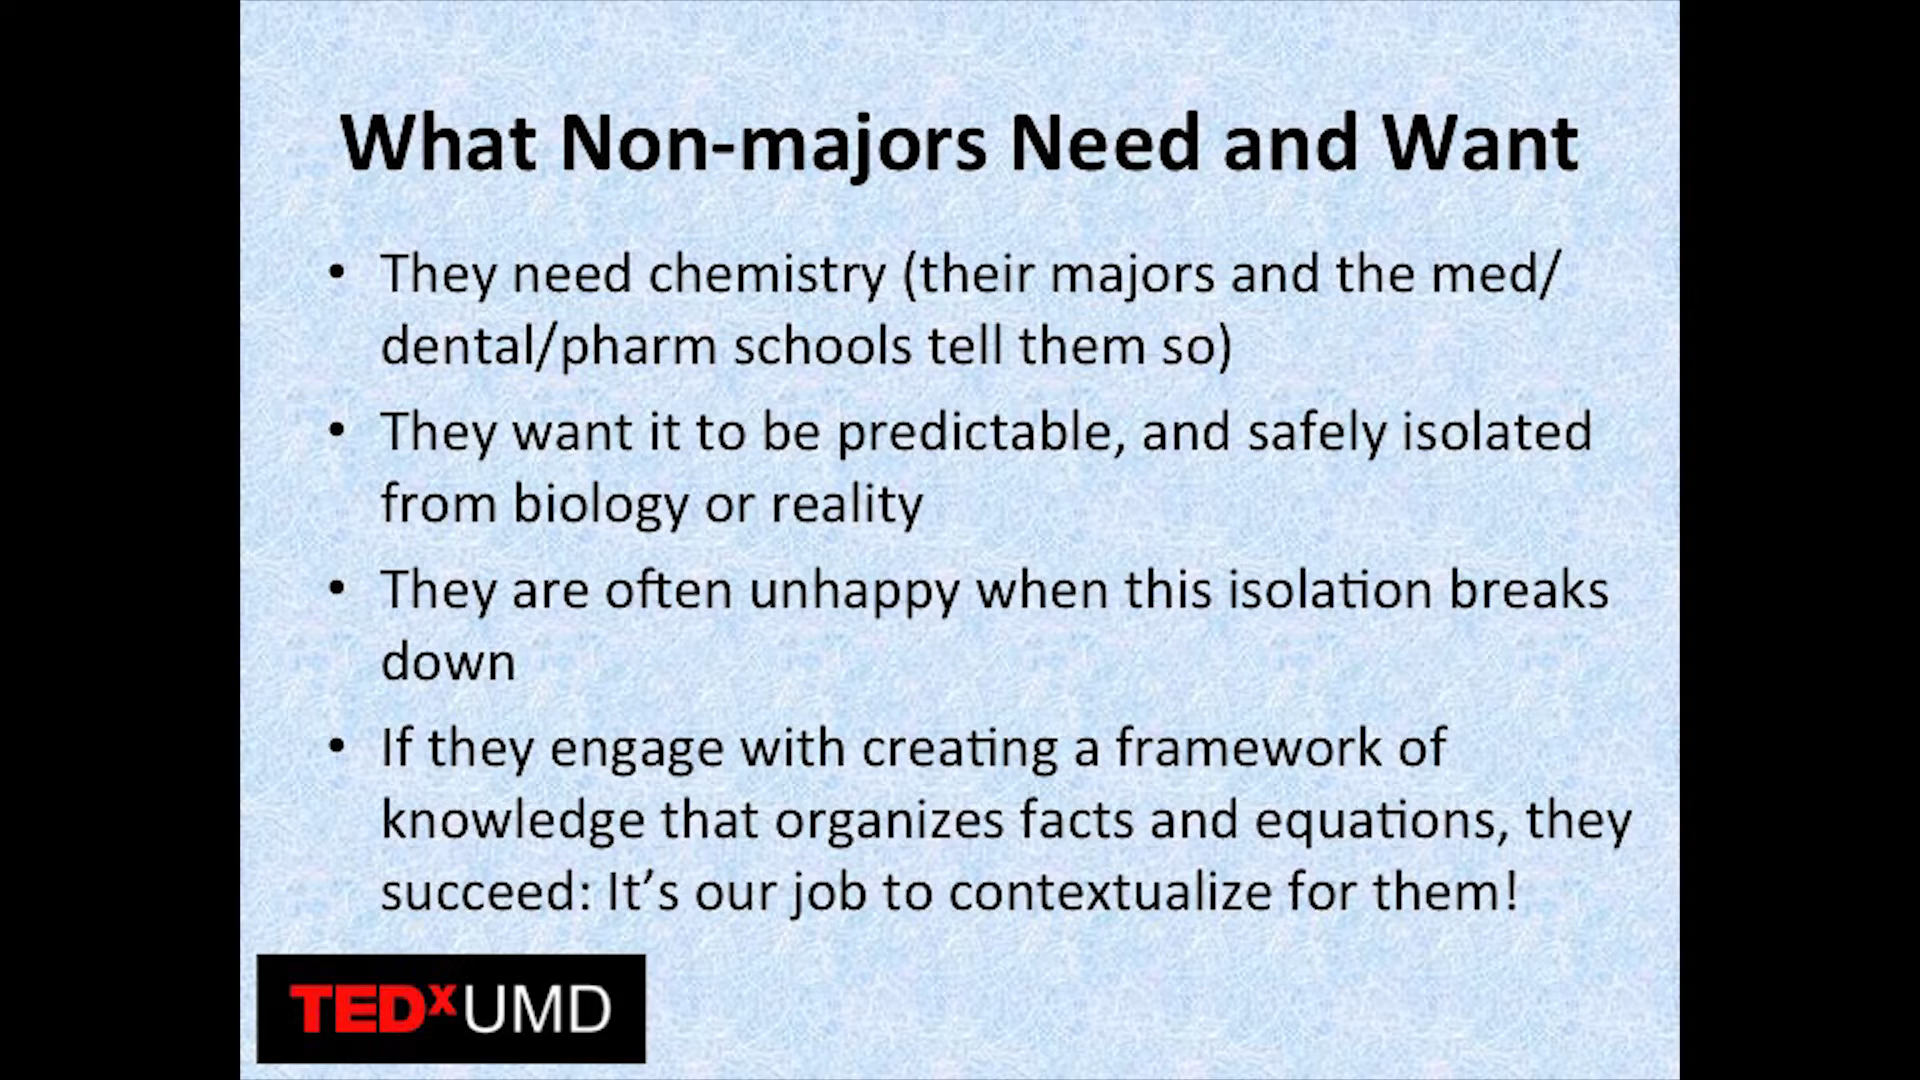 What Non-majors Need and Want
• They need chemistry (their majors and the med/
dental/pharm schools tell them so)
• They want it to be predictable, and safely isolated
from biology or reality
• They are often unhappy when this isolation breaks
down
• If they engage with creating a framework of
knowledge that organizes facts and equations, they
succeed: It’s our job to contextualize for them!
TEDxUMD